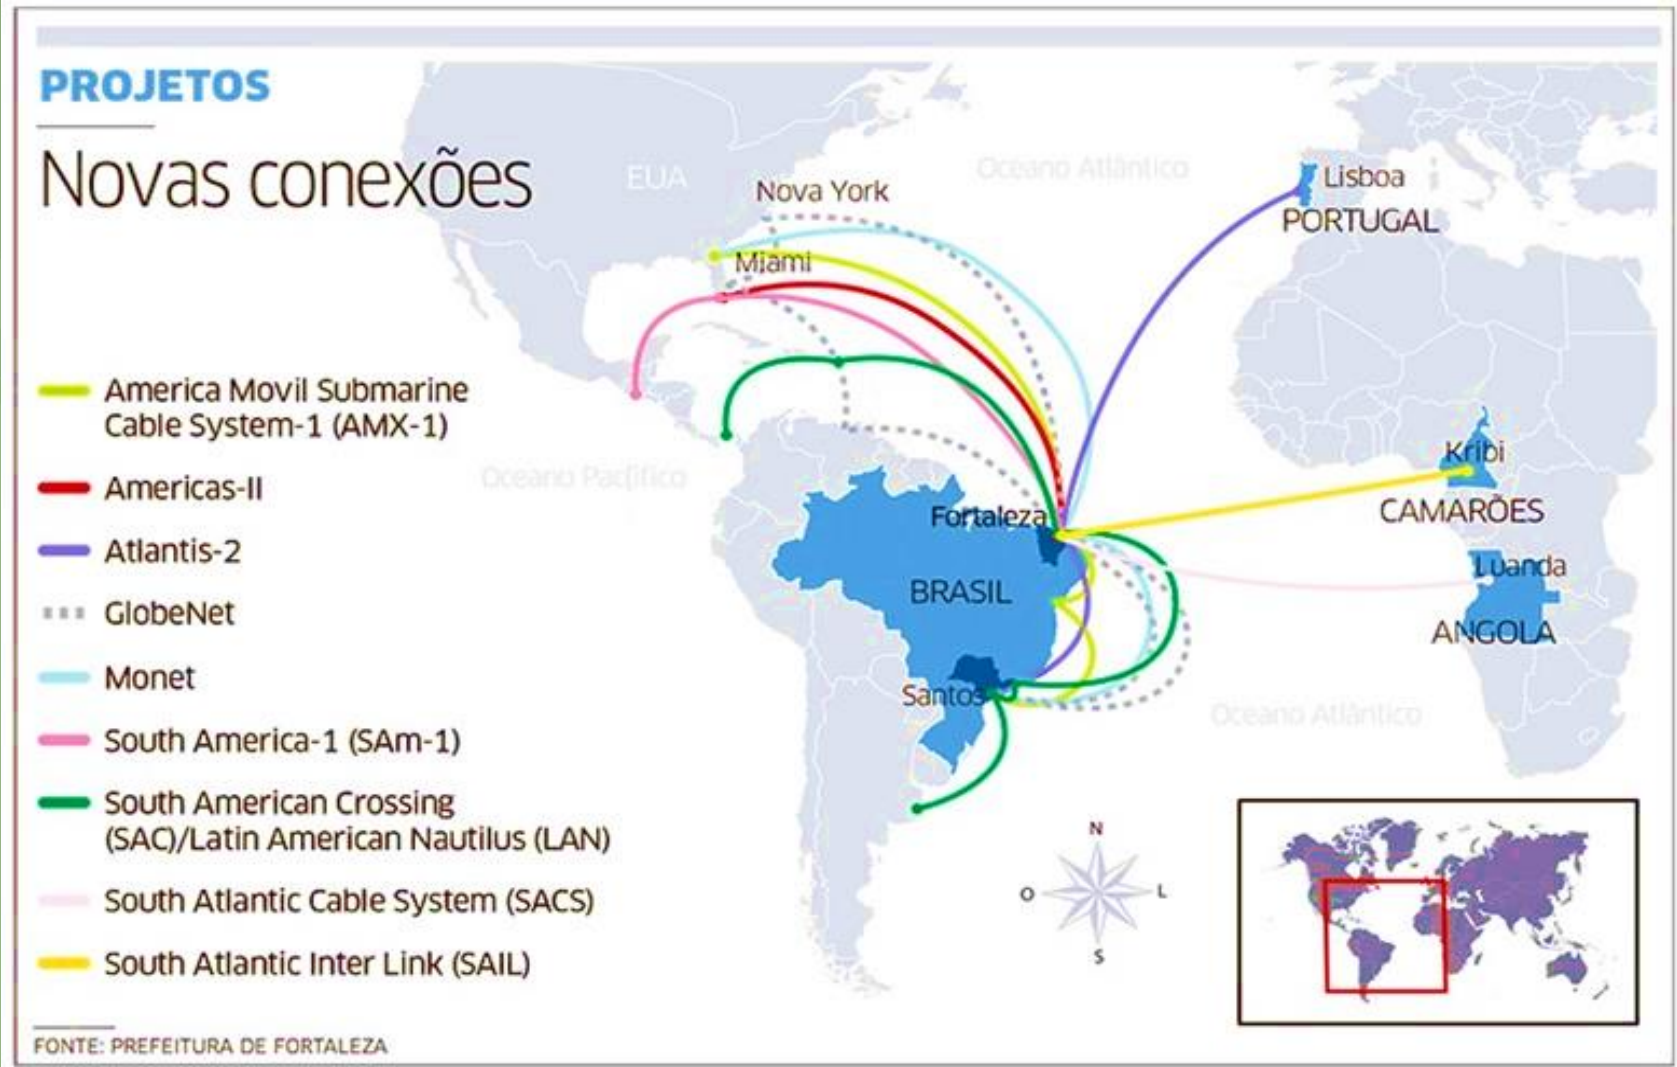 PROJETOS
Novas conexões
EUA
Oceano Atlântico
Nova York
Lisboa
PORTUGAL
Miami
America Movil Submarine
Cable System-1 (AMX-1)
Americas-II
Atlantis-2
GlobeNet
Monet
South America-1 (SAm-1)
South American Crossing
(SAC)/Latin American Nautilus (LAN)
South Atlantic Cable System (SACS)
South Atlantic Inter Link (SAIL)
Oceano Pacífico
Fortaleza
BRASIL
Santos
Kribi
CAMARÕES
Luanda
ANGOLA
Oceano Atlântico
N
O
L
S
FONTE: PREFEITURA DE FORTALEZA